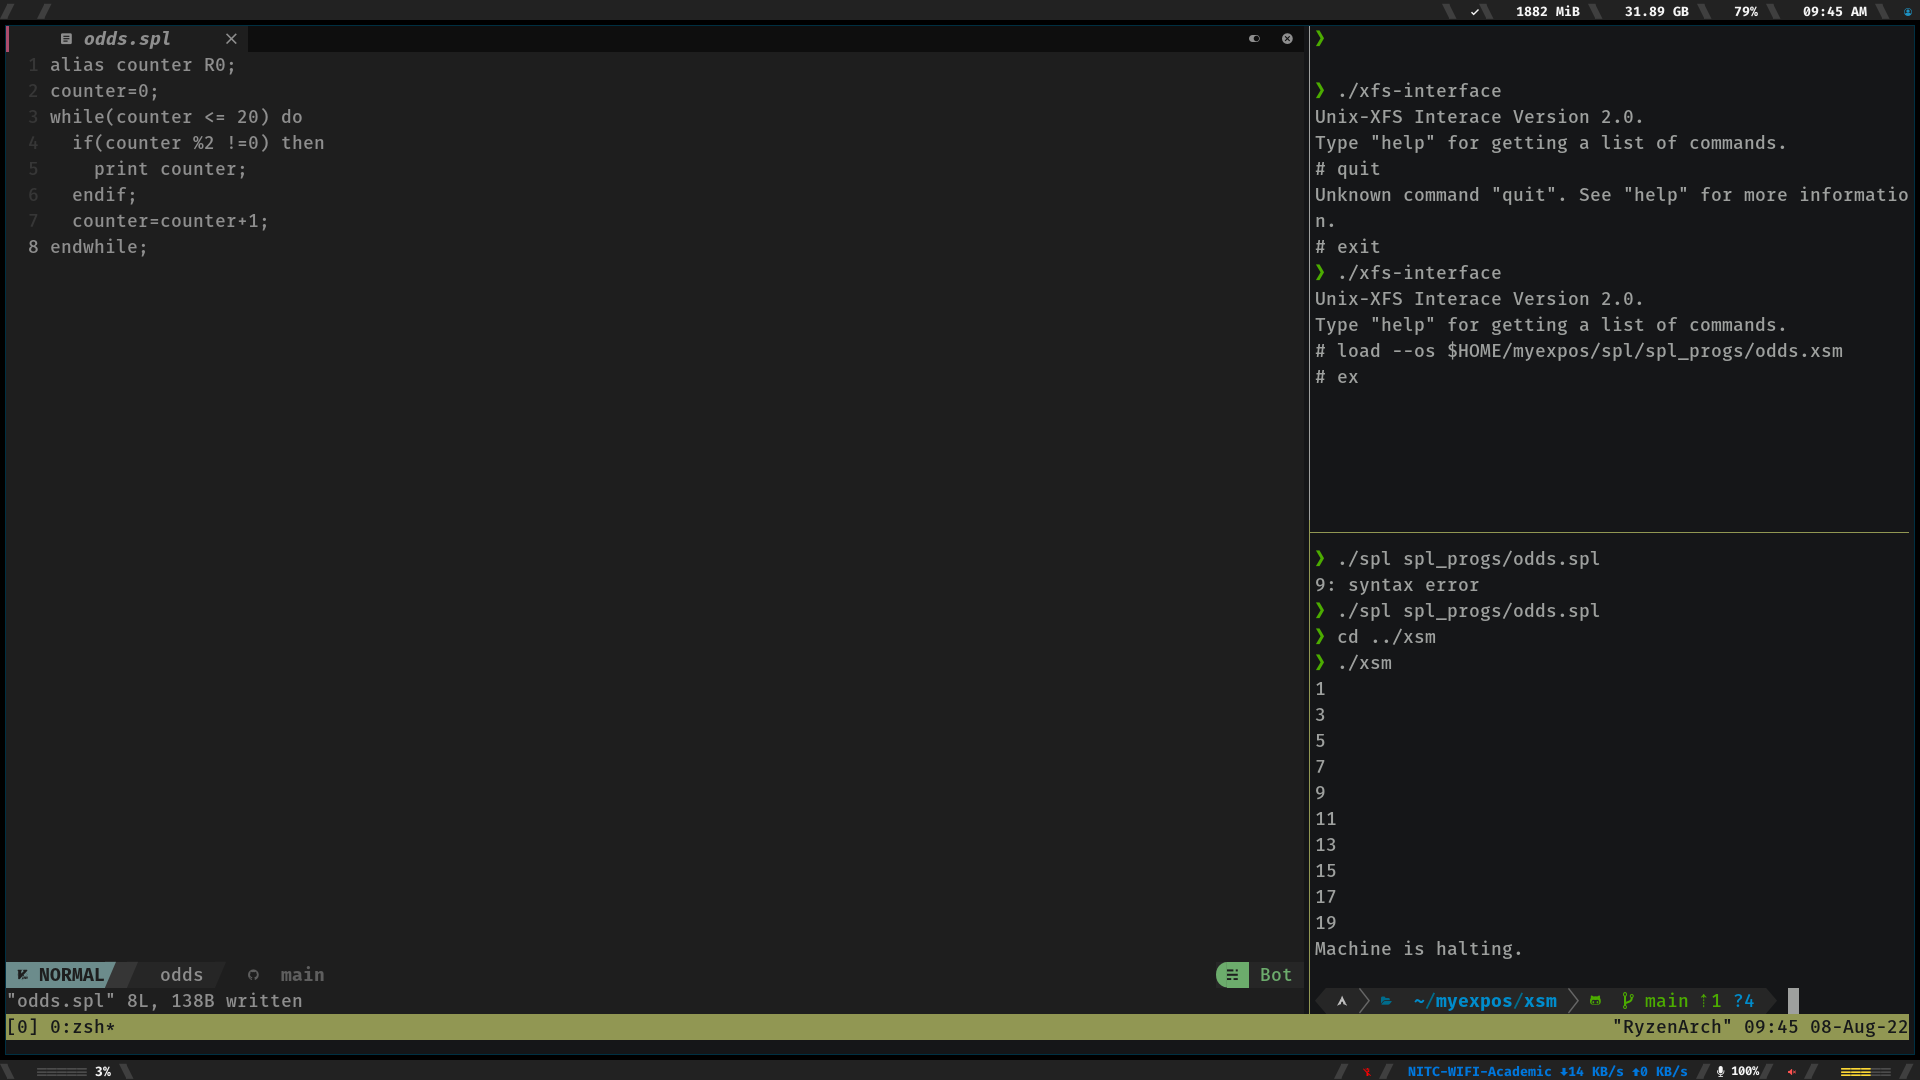 1882 MiB 31.89 GB 79% 09:45 AM
odds.spl
1 alias counter R0;
2 counter=0;
3 while(counter <= 20) do
4 if(counter %2 !=0) then
5 print counter;
6 endif;
7 counter=counter+1;
8 endwhile;
NORMAL odds main Bot
"odds.spl" 8L, 138B written
❯
❯ ./xfs-interface
Unix-XFS Interace Version 2.0.
Type "help" for getting a list of commands.
# quit
Unknown command "quit". See "help" for more informatio
n.
# exit
❯ ./xfs-interface
Unix-XFS Interace Version 2.0.
Type "help" for getting a list of commands.
# load --os $HOME/myexpos/spl/spl_progs/odds.xsm
# ex
❯ ./spl spl_progs/odds.spl
9: syntax error
❯ ./spl spl_progs/odds.spl
❯ cd ../xsm
❯ ./xsm
1
3
5
7
9
11
13
15
17
19
Machine is halting.
~/myexpos/xsm main ↑1 ?4
[0] 0:zsh* "RyzenArch" 09:45 08-Aug-22
3% NITC-WIFI-Academic ↓14 KB/s ↑0 KB/s 100%